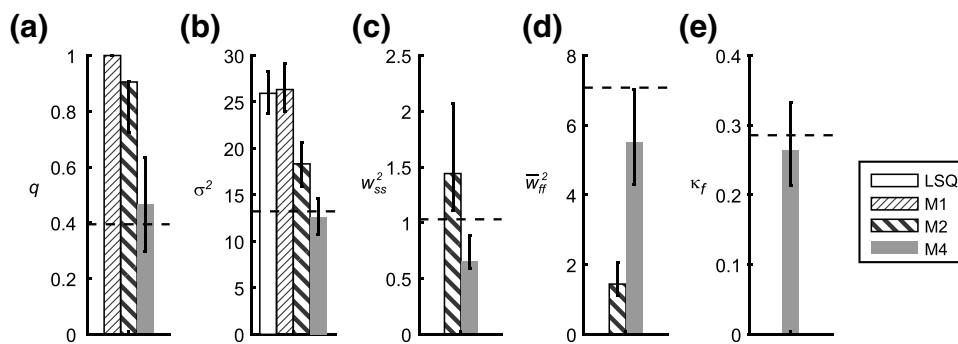 (a) (b) (c) (d) (e)
1 0.8 0.6 0.4 0.2 0
q
30 25 20 15 10 5 0
σ²
2.5 2 1.5 1 0.5 0
w²ss
8 6 4 2 0
w̅²ff
0.4 0.3 0.2 0.1 0
κf
LSQ
M1
M2
M4